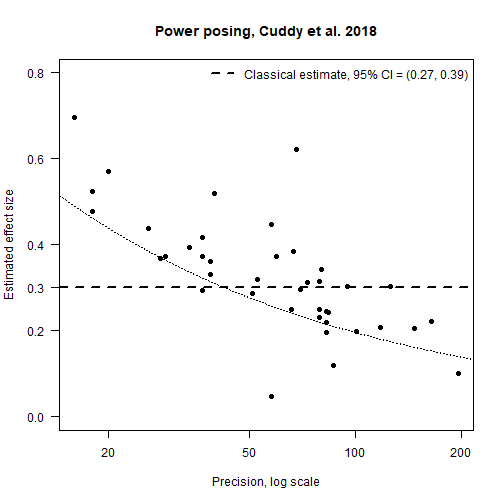 Power posing, Cuddy et al. 2018
Classical estimate, 95% CI = (0.27, 0.39)
Estimated effect size
0.8
0.6
0.4
0.3
0.2
0.0
20
50
100
200
Precision, log scale